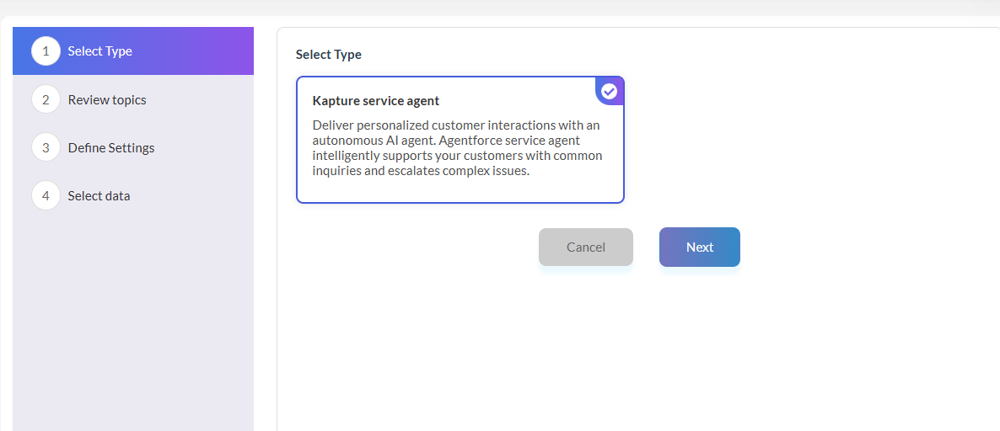 1 Select Type
2 Review topics
3 Define Settings
4 Select data
Select Type
Kapture service agent
Deliver personalized customer interactions with an
autonomous AI agent. Agentforce service agent
intelligently supports your customers with common
inquiries and escalates complex issues.
Cancel
Next